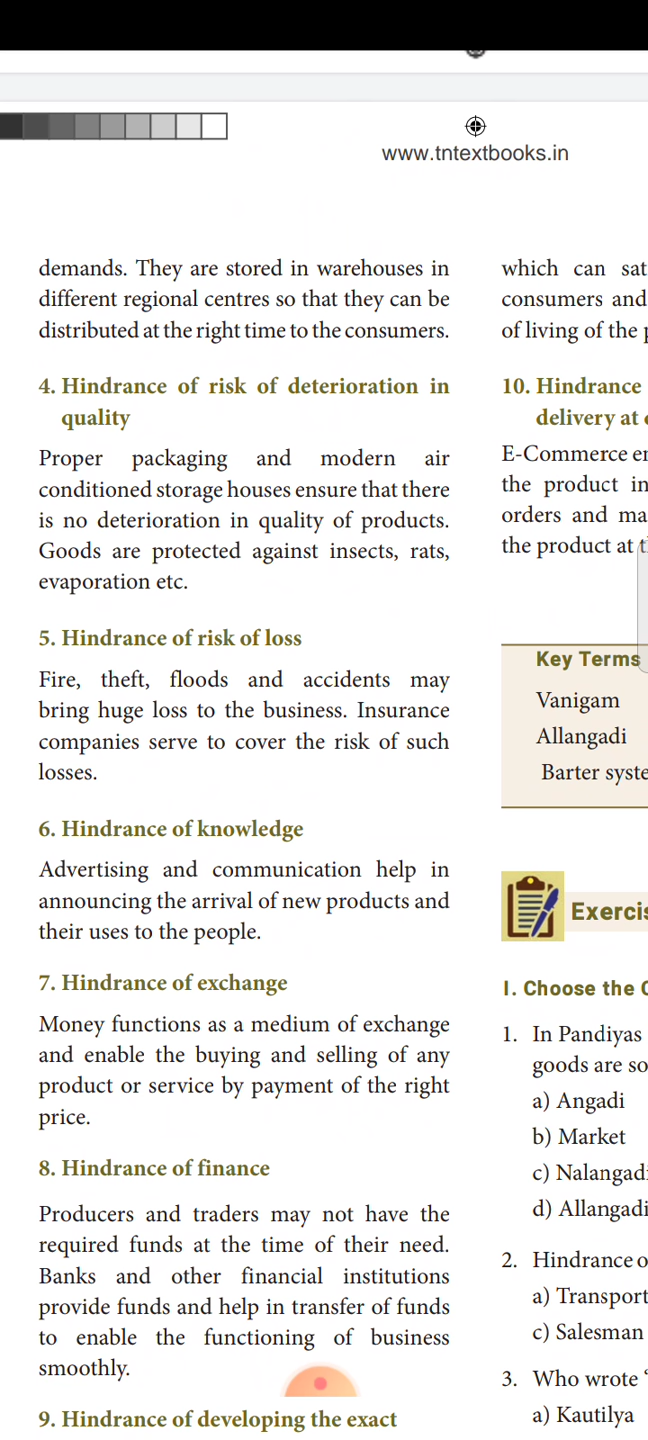 www.tntextbooks.in
demands. They are stored in warehouses in
different regional centres so that they can be
distributed at the right time to the consumers.
4. Hindrance of risk of deterioration in
quality
Proper packaging and modern air
conditioned storage houses ensure that there
is no deterioration in quality of products.
Goods are protected against insects, rats,
evaporation etc.
5. Hindrance of risk of loss
Fire, theft, floods and accidents may
bring huge loss to the business. Insurance
companies serve to cover the risk of such
losses.
6. Hindrance of knowledge
Advertising and communication help in
announcing the arrival of new products and
their uses to the people.
7. Hindrance of exchange
Money functions as a medium of exchange
and enable the buying and selling of any
product or service by payment of the right
price.
8. Hindrance of finance
Producers and traders may not have the
required funds at the time of their need.
Banks and other financial institutions
provide funds and help in transfer of funds
to enable the functioning of business
smoothly.
9. Hindrance of developing the exact
which can
consumers and
of living of the
10. Hindrance
delivery at
E-Commerce
the product in
orders and
the product at
Key Terms
Vanigam
Allangadi
Barter
I. Choose the
1. In Pandiyas
goods are
a) Angadi
b) Market
c) Nalangadi
d) Allangadi
2. Hindrance
a) Transport
c) Salesman
3. Who wrote
a) Kautilya